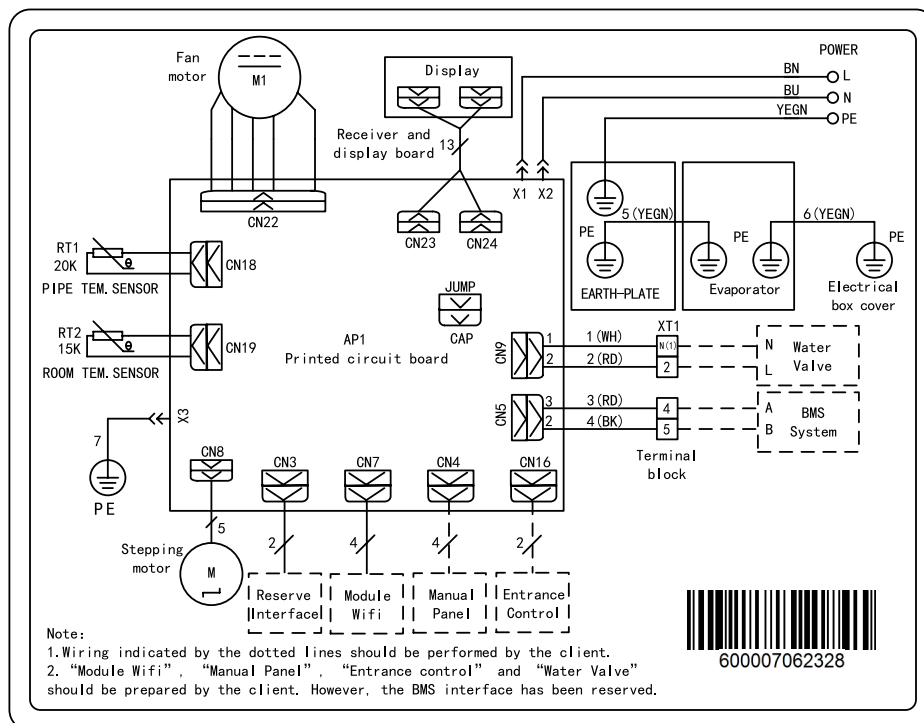 Fan
motor
M1
Display
POWER
BN
L
BU
N
YEGN
PE
Receiver and
display board
13
X1 X2
CN22
CN23 CN24
5(YEGN)
6(YEGN)
PE
PE
PE
EARTH-PLATE
Evaporator
Electrical
box cover
RT1
20K
θ
CN18
PIPE TEM.SENSOR
JUMP
CAP
RT2
15K
θ
CN19
ROOM TEM.SENSOR
AP1
Printed circuit board
CN9
1
2
1(WH)
2(RD)
XT1
N(1)
2
N
L
Water
Valve
CN5
3
2
3(RD)
4(BK)
4
5
A
B
BMS
System
Terminal
block
X3
7
PE
CN8
CN3
CN7
CN4
CN16
5
2
4
4
2
Stepping
motor
M
Reserve
Interface
Module
Wifi
Manual
Panel
Entrance
Control
Note:
1.Wiring indicated by the dotted lines should be performed by the client.
2. “Module Wifi”, “Manual Panel”, “Entrance control” and “Water Valve”
should be prepared by the client. However, the BMS interface has been reserved.
600007062328